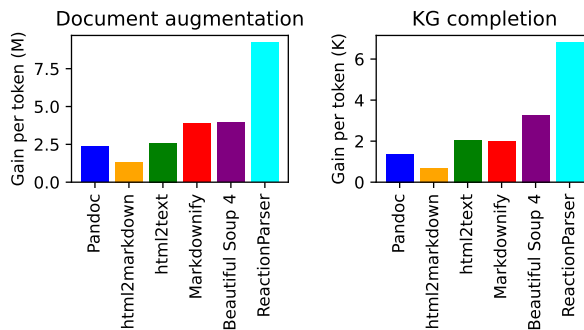 Document augmentation
Gain per token (M)
7.5
5.0
2.5
0.0
Pandoc
html2markdown
html2text
Markdownify
Beautiful Soup 4
ReactionParser
KG completion
Gain per token (K)
6
4
2
0
Pandoc
html2markdown
html2text
Markdownify
Beautiful Soup 4
ReactionParser